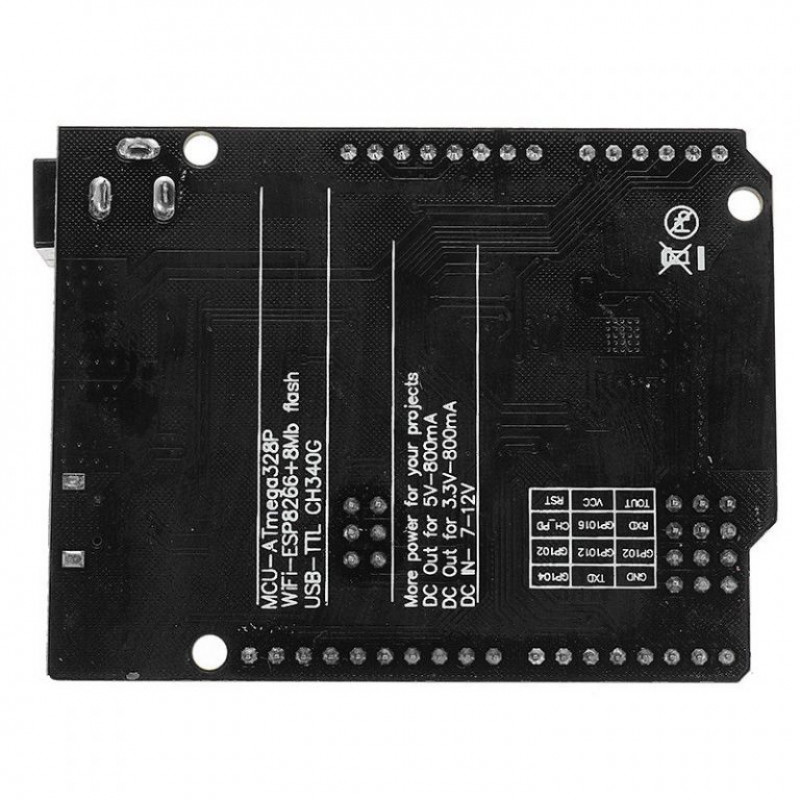 MCU-ATmega328P
WiFi-ESP8266+8Mb flash
USB-TTL CH340G
More power for your projects
DC Out for 5V-800mA
DC Out for 3.3V-800mA
DC IN- 7-12V
GND TXD GPIO4
GPIO2 GPIO12 GPIO2
RXD GPIO16 CH_PD
TOUT VCC RST
Pb